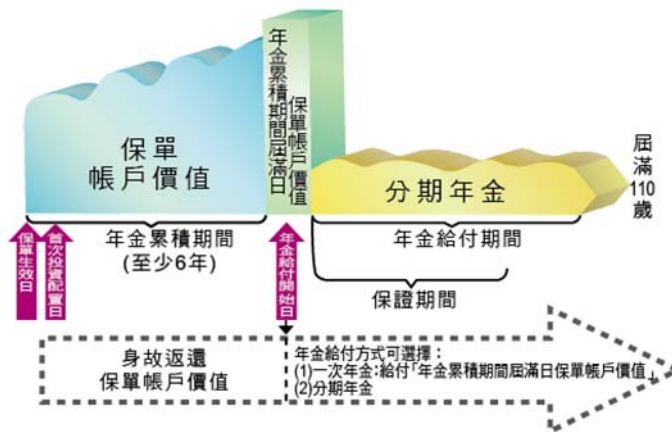 保單
帳戶價值
年金累積期間屆滿日
保單帳戶價值
分期年金
屆滿
110
歲
保單生效日
首次投資配置日
年金累積期間
(至少6年)
年金給付開始日
年金給付期間
保證期間
身故返還
保單帳戶價值
年金給付方式可選擇：
(1)一次年金:給付「年金累積期間屆滿日保單帳戶價值」
(2)分期年金